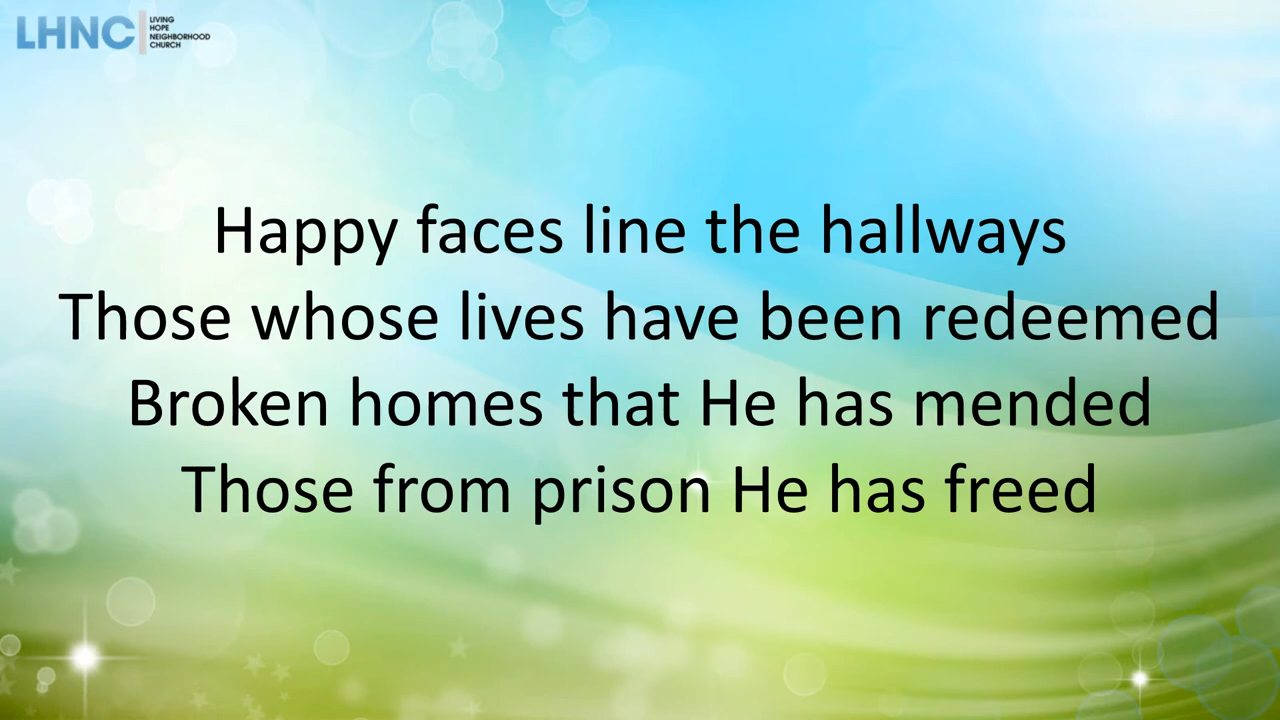 LHNC
LIVING
HOPE
NEIGHBORHOOD
CHURCH
Happy faces line the hallways
Those whose lives have been redeemed
Broken homes that He has mended
Those from prison He has freed